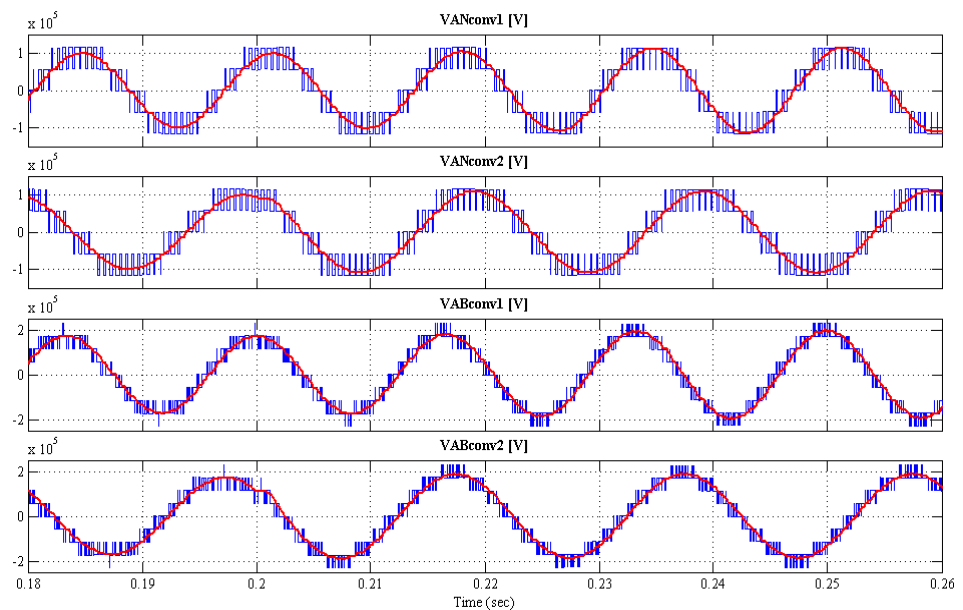 VANconv1 [V]
x 10^5
1
0
-1
VANconv2 [V]
x 10^5
1
0
-1
VABconv1 [V]
x 10^5
2
0
-2
VABconv2 [V]
x 10^5
2
0
-2
0.18 0.19 0.2 0.21 0.22 0.23 0.24 0.25 0.26
Time (sec)